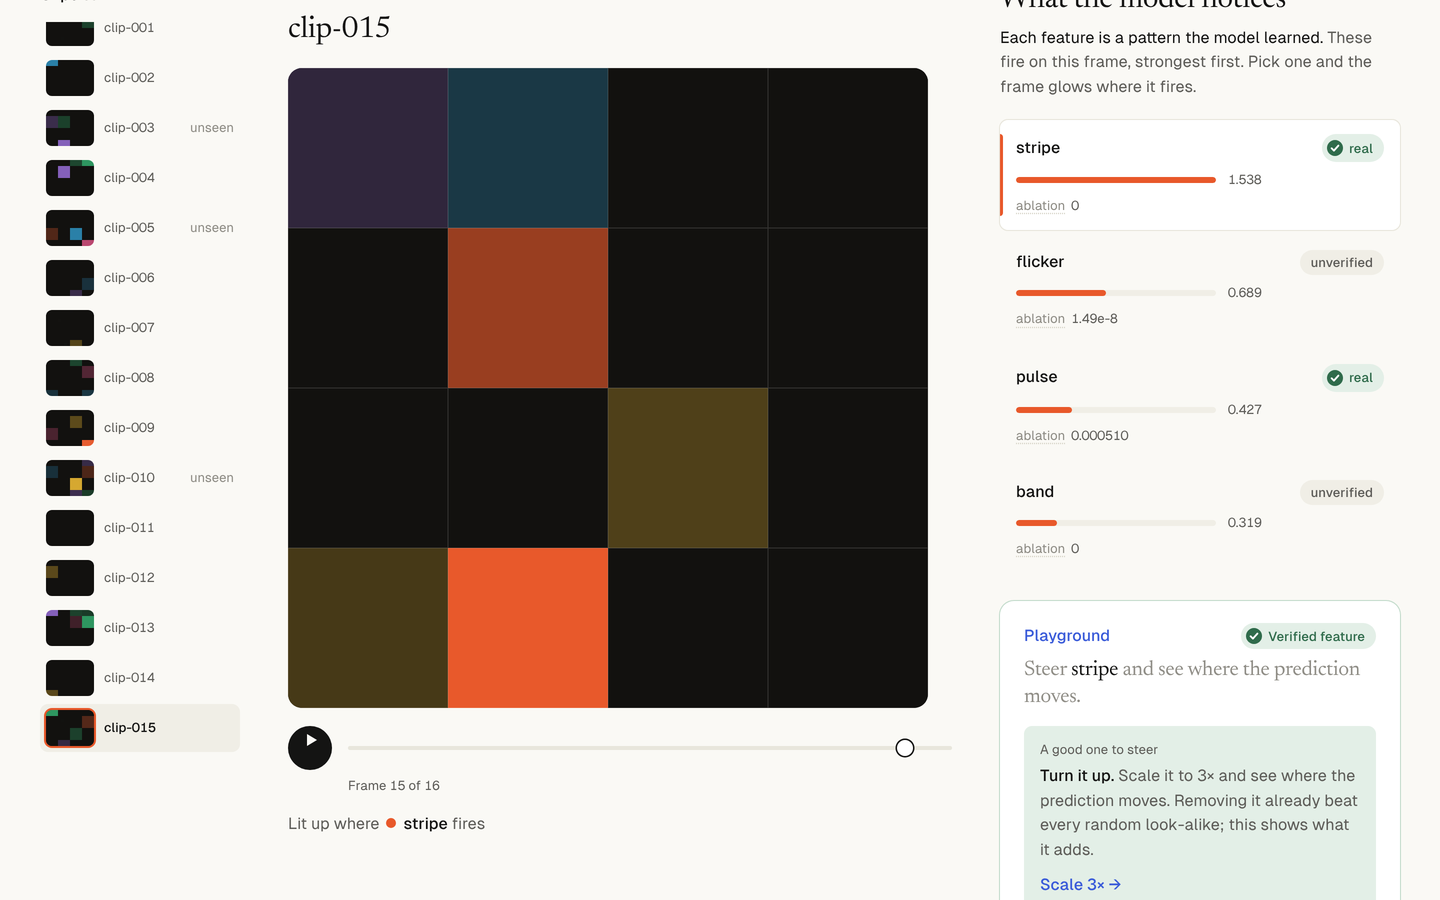 clip-001
clip-002
clip-003 unseen
clip-004
clip-005 unseen
clip-006
clip-007
clip-008
clip-009
clip-010 unseen
clip-011
clip-012
clip-013
clip-014
clip-015
clip-015
Frame 15 of 16
Lit up where stripe fires
What the model notices
Each feature is a pattern the model learned. These
fire on this frame, strongest first. Pick one and the
frame glows where it fires.
stripe real
1.538
ablation 0
flicker unverified
0.689
ablation 1.49e-8
pulse real
0.427
ablation 0.000510
band unverified
0.319
ablation 0
Playground Verified feature
Steer stripe and see where the prediction
moves.
A good one to steer
Turn it up. Scale it to 3× and see where the
prediction moves. Removing it already beat
every random look-alike; this shows what
it adds.
Scale 3× →